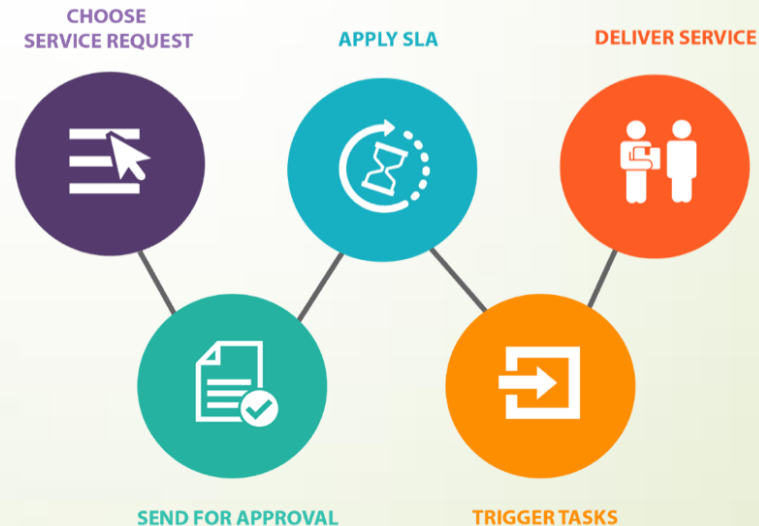 CHOOSE
SERVICE REQUEST
APPLY SLA
DELIVER SERVICE
SEND FOR APPROVAL
TRIGGER TASKS